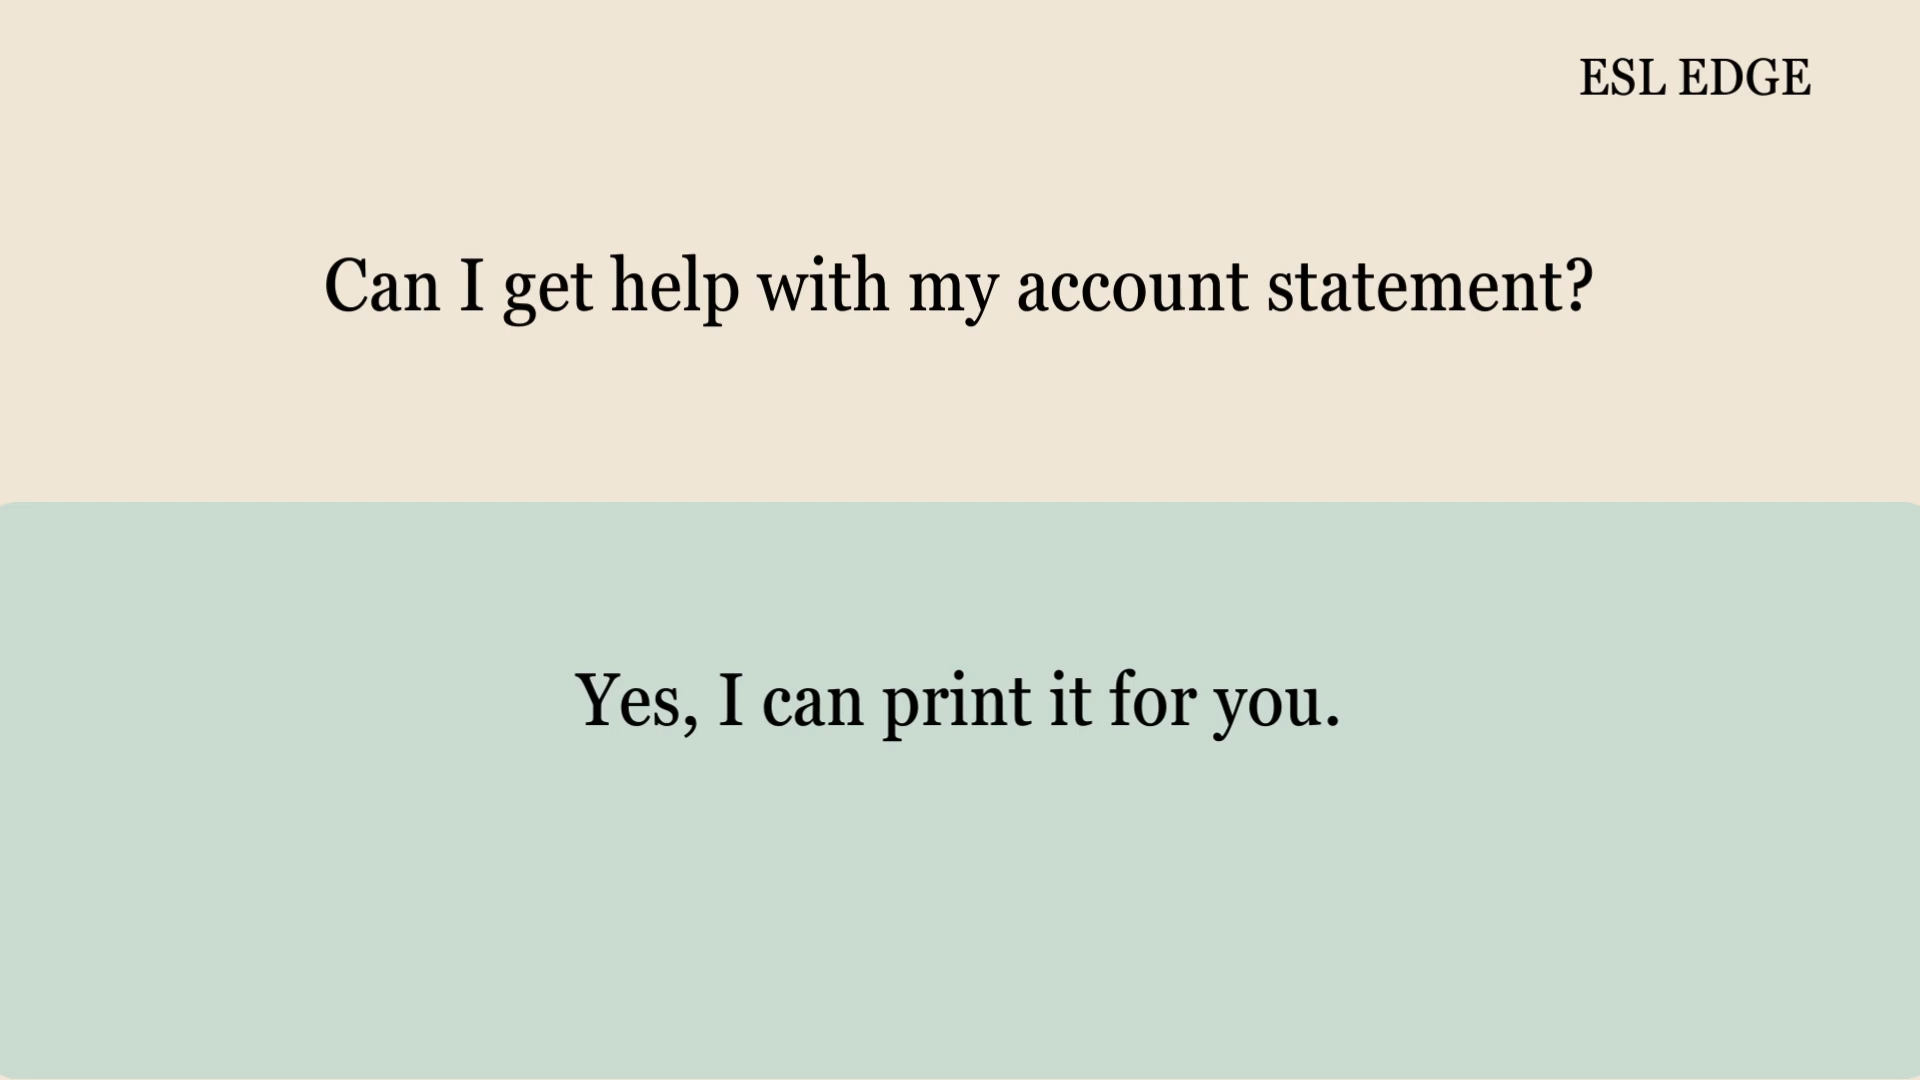 ESL EDGE
Can I get help with my account statement?
Yes, I can print it for you.